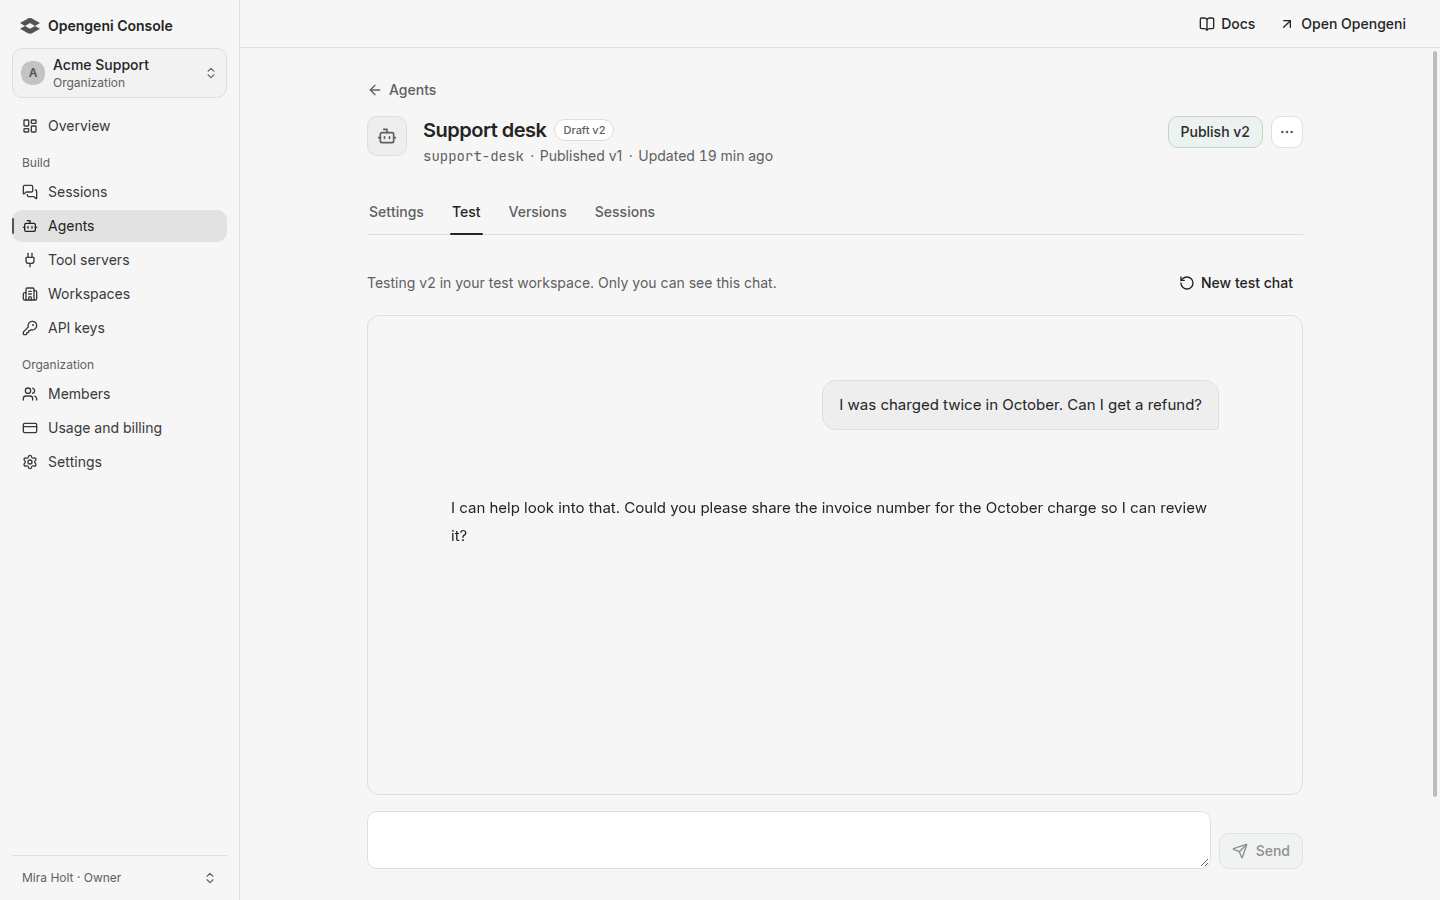 Opengeni Console
Docs
Open Opengeni
A
Acme Support
Organization
Overview
Build
Sessions
Agents
Tool servers
Workspaces
API keys
Organization
Members
Usage and billing
Settings
Mira Holt · Owner
Agents
Support desk
Draft v2
support-desk · Published v1 · Updated 19 min ago
Publish v2
Settings
Test
Versions
Sessions
Testing v2 in your test workspace. Only you can see this chat.
New test chat
I was charged twice in October. Can I get a refund?
I can help look into that. Could you please share the invoice number for the October charge so I can review
it?
Send